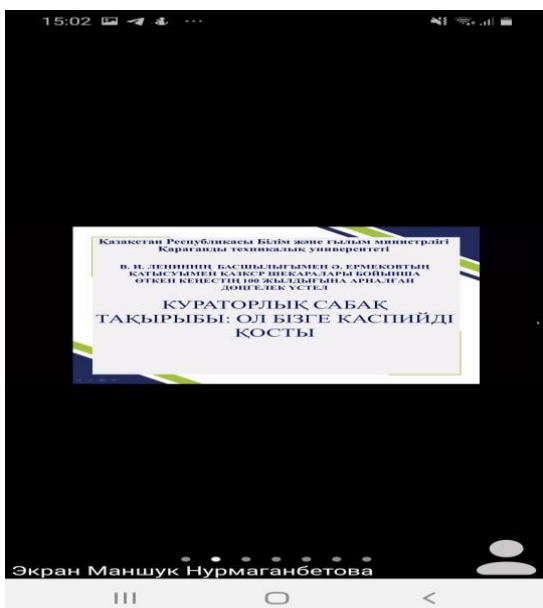 15:02
Қазақстан Республикасы Білім және ғылым министрлігі
Қарағанды техникалық университеті
В. И. ЛЕНИННІҢ БАСШЫЛЫҒЫМЕН Ә. ЕРМЕКОВТЫҢ
ҚАТЫСУЫМЕН ҚАЗКСР ШЕКАРАЛАРЫ БОЙЫНША
ӨТКЕН КЕҢЕСТІҢ 100 ЖЫЛДЫҒЫНА АРНАЛҒАН
ДӨҢГЕЛЕК ҮСТЕЛ
КУРАТОРЛЫҚ САБАҚ
ТАҚЫРЫБЫ: ОЛ БІЗГЕ КАСПИЙДІ
ҚОСТЫ
Экран Маншук Нурмаганбетова